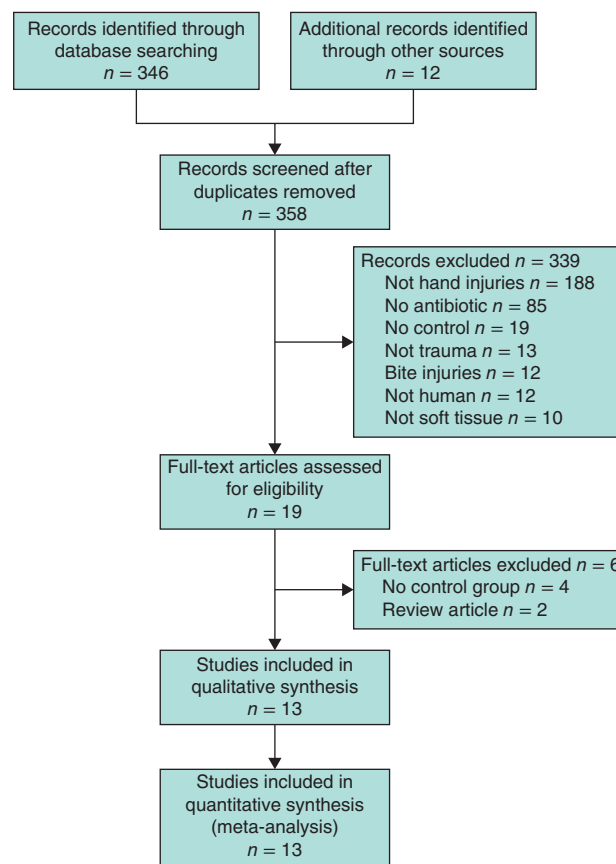 Records identified through
database searching
n = 346
Additional records identified
through other sources
n = 12
Records screened after
duplicates removed
n = 358
Records excluded n = 339
Not hand injuries n = 188
No antibiotic n = 85
No control n = 19
Not trauma n = 13
Bite injuries n = 12
Not human n = 12
Not soft tissue n = 10
Full-text articles assessed
for eligibility
n = 19
Full-text articles excluded n = 6
No control group n = 4
Review article n = 2
Studies included in
qualitative synthesis
n = 13
Studies included in
quantitative synthesis
(meta-analysis)
n = 13